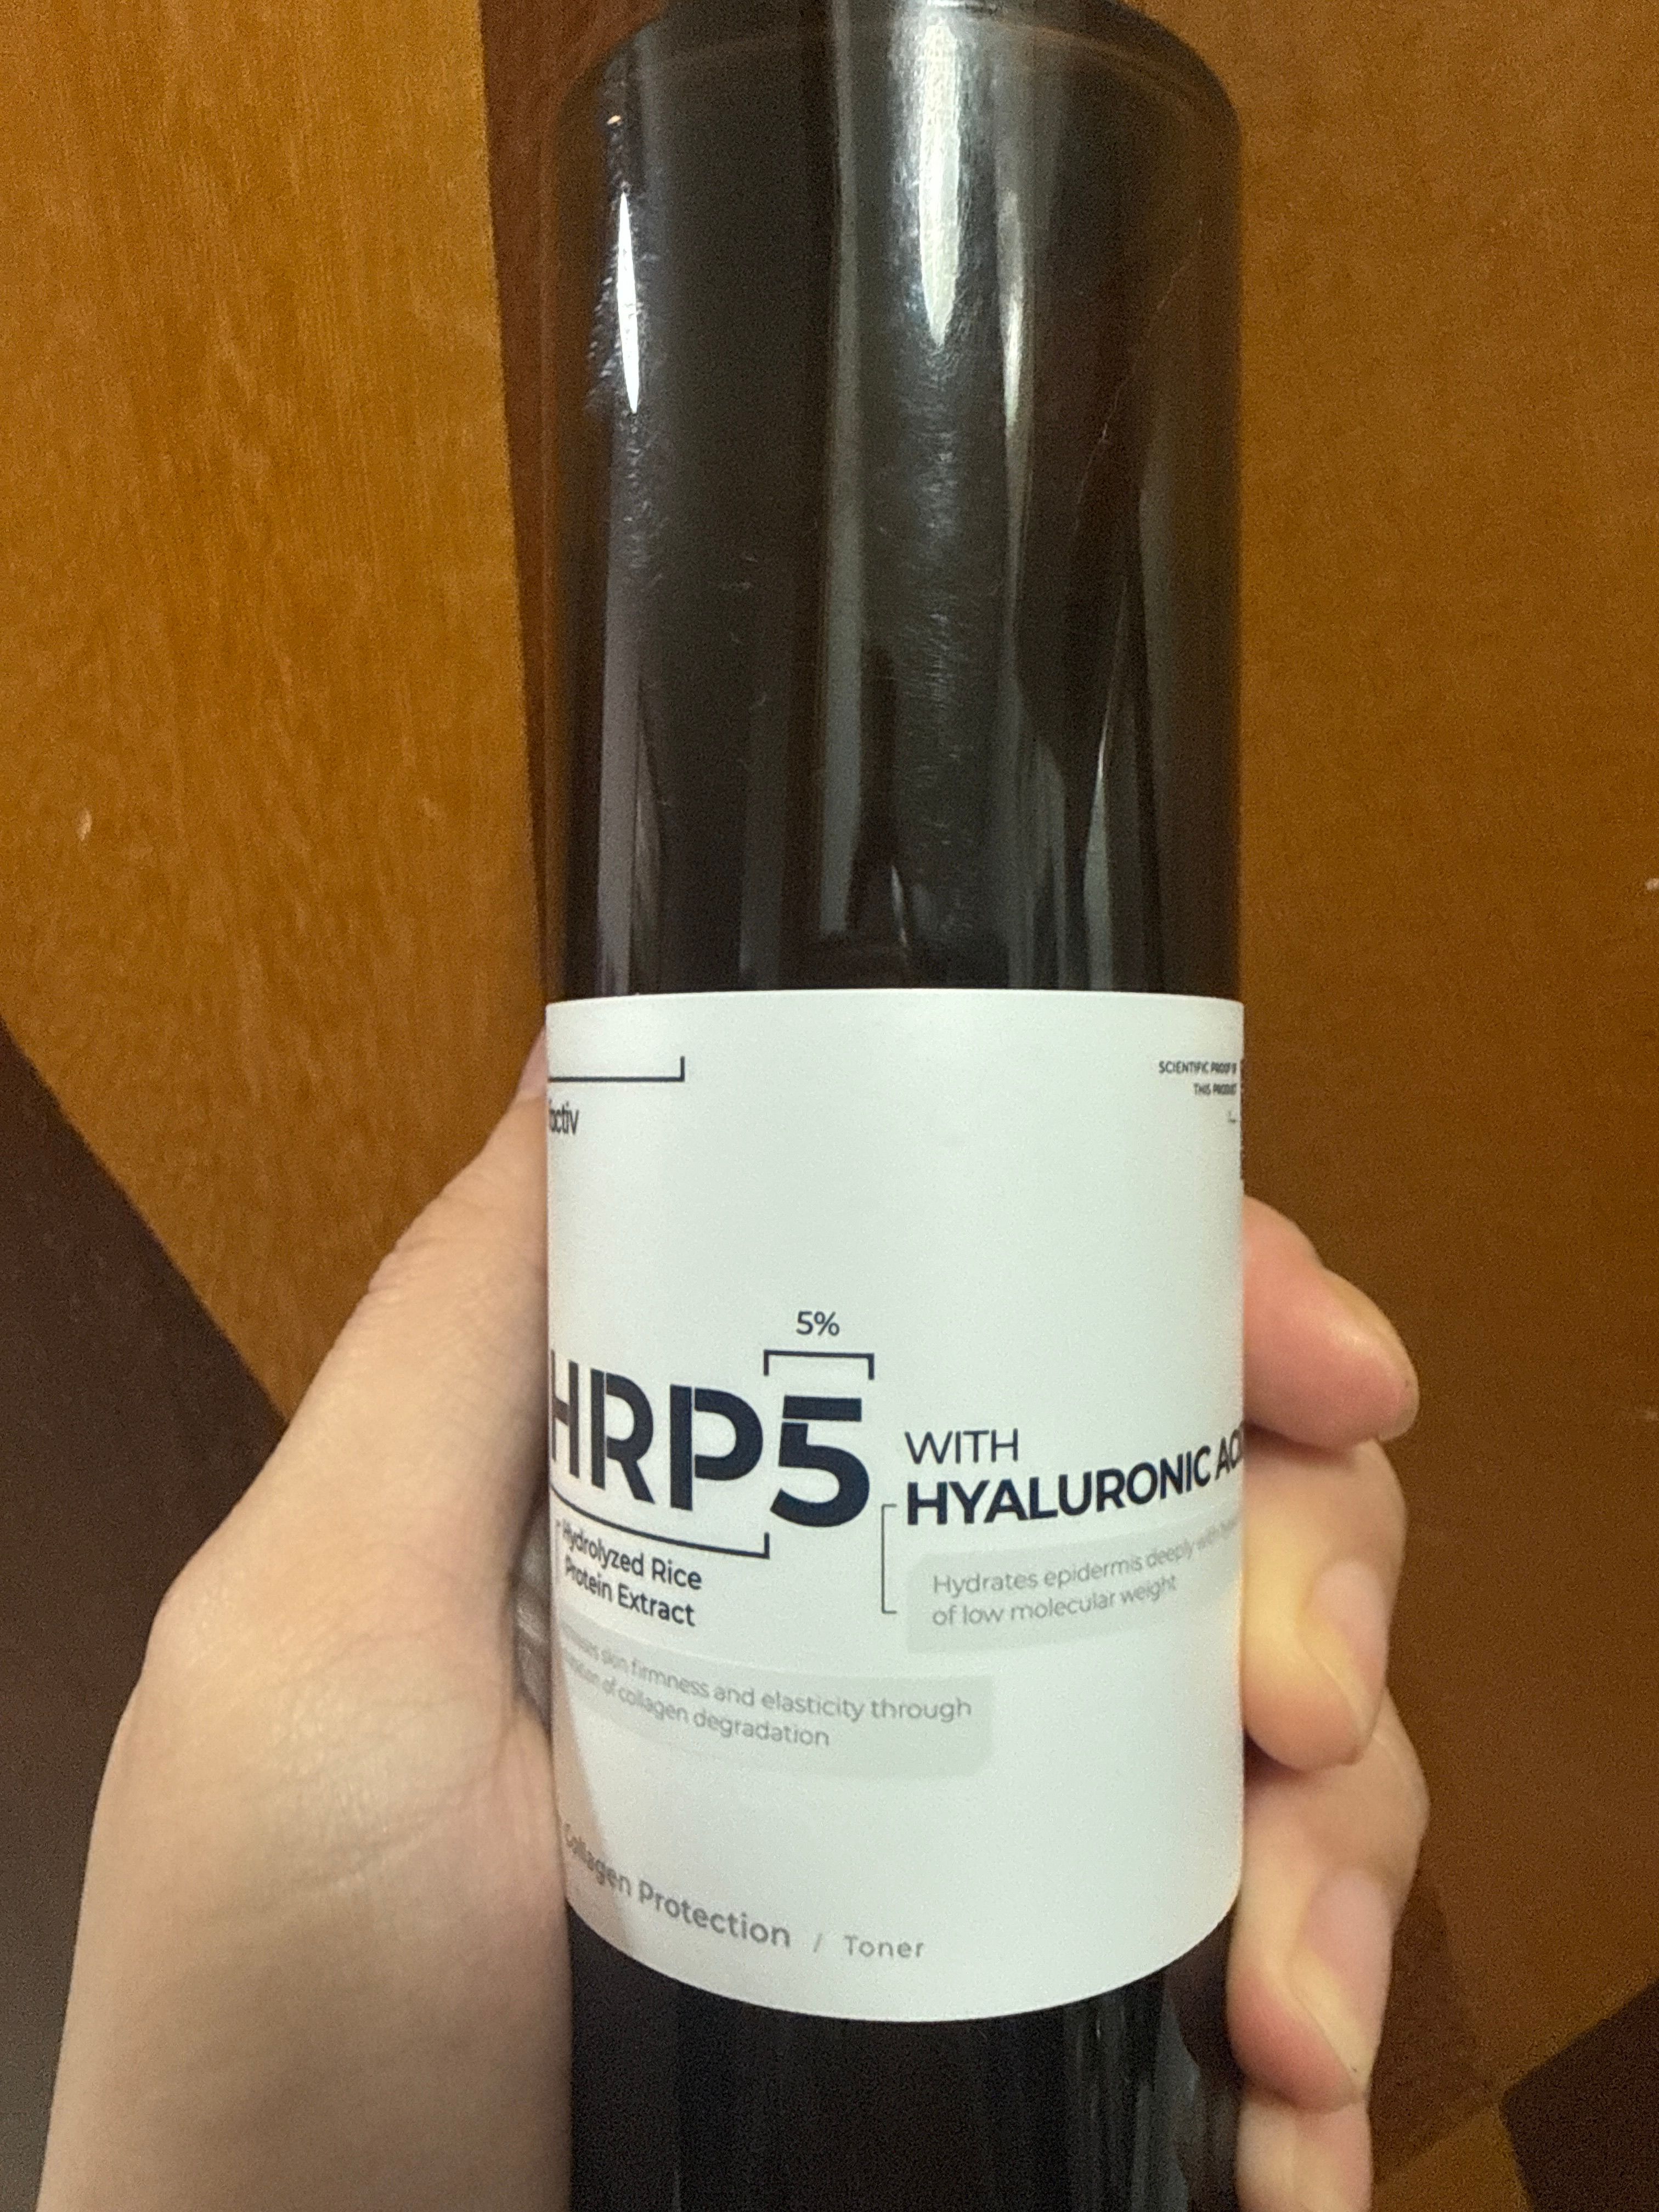 SCIENTIFIC PROOF OF
THIS PRODUCT
5%
HRP5
WITH
HYALURONIC
Hydrolyzed Rice
Protein Extract
Hydrates epidermis deeply with
of low molecular weight
skin firmness and elasticity through
of collagen degradation
Collagen Protection / Toner